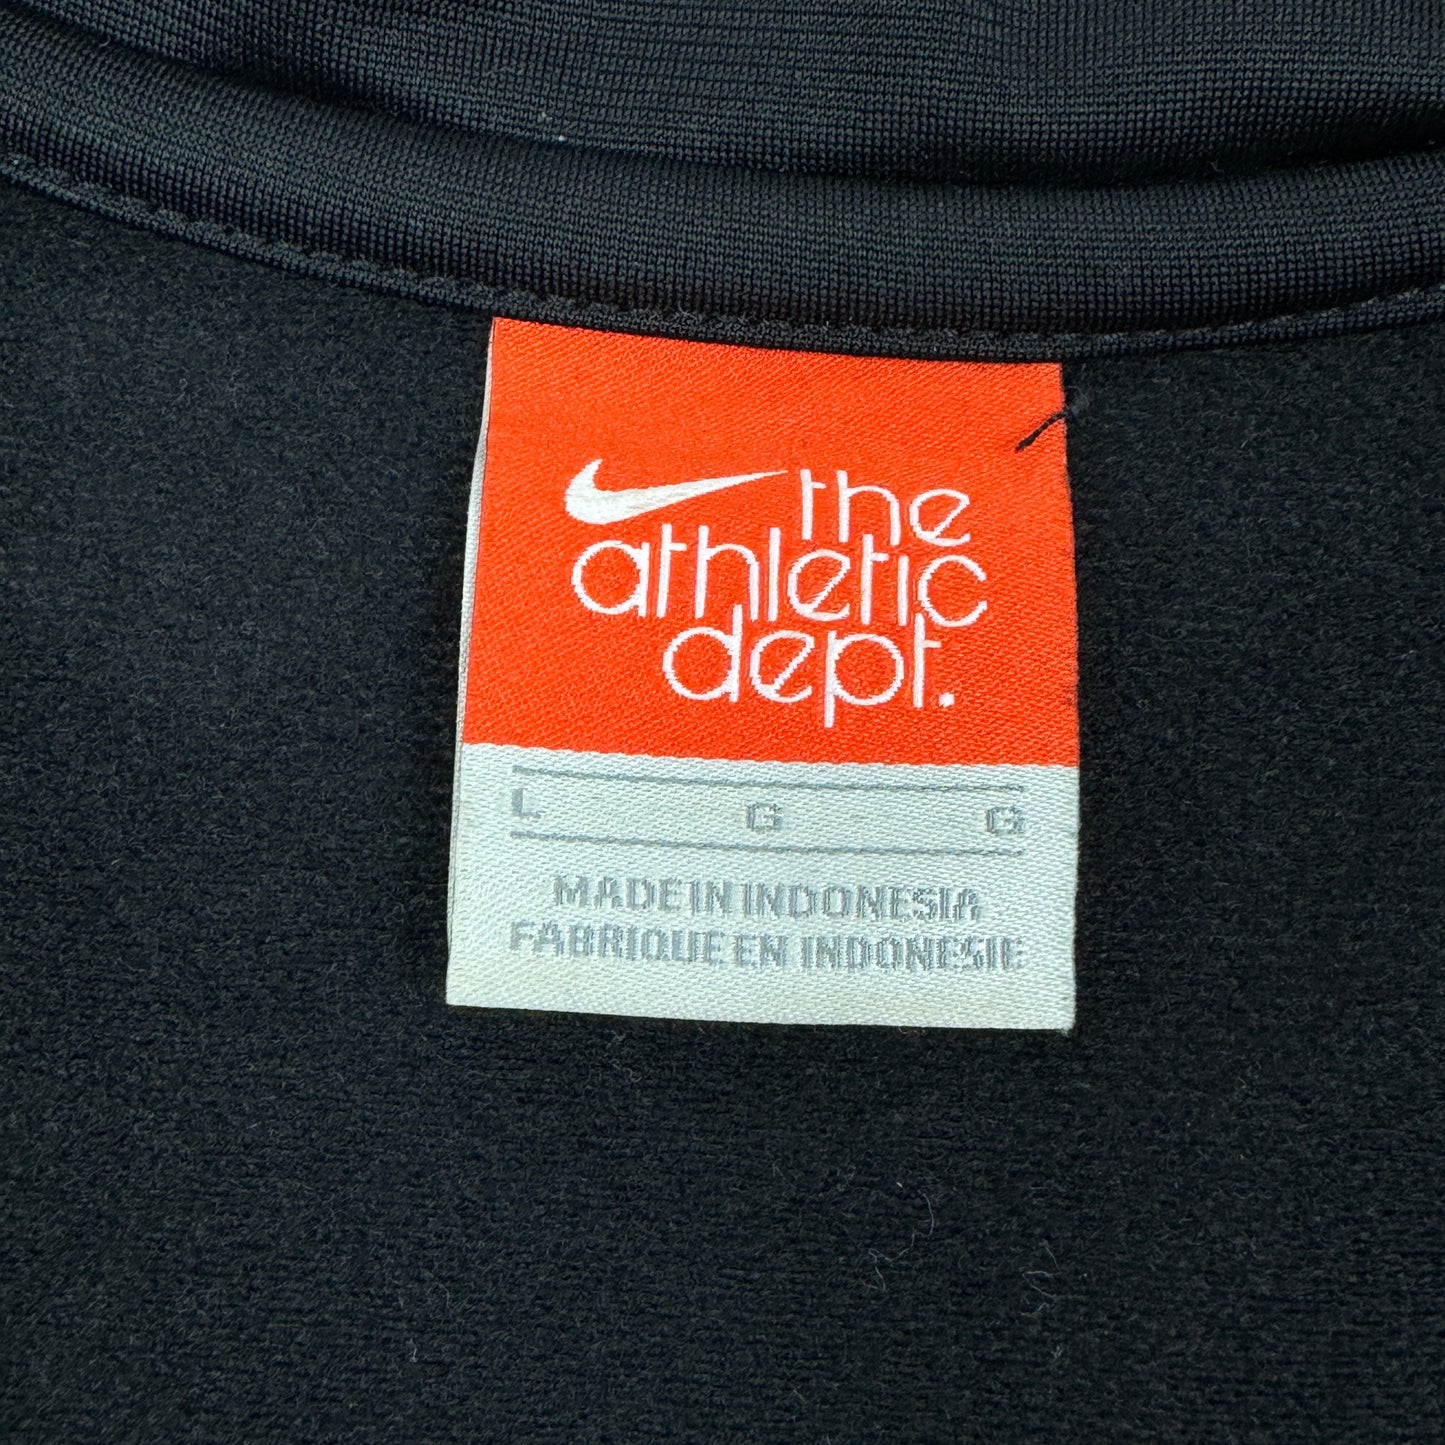 the
athletic
dept.
L G G
MADE IN INDONESIA
FABRIQUE EN INDONESIE